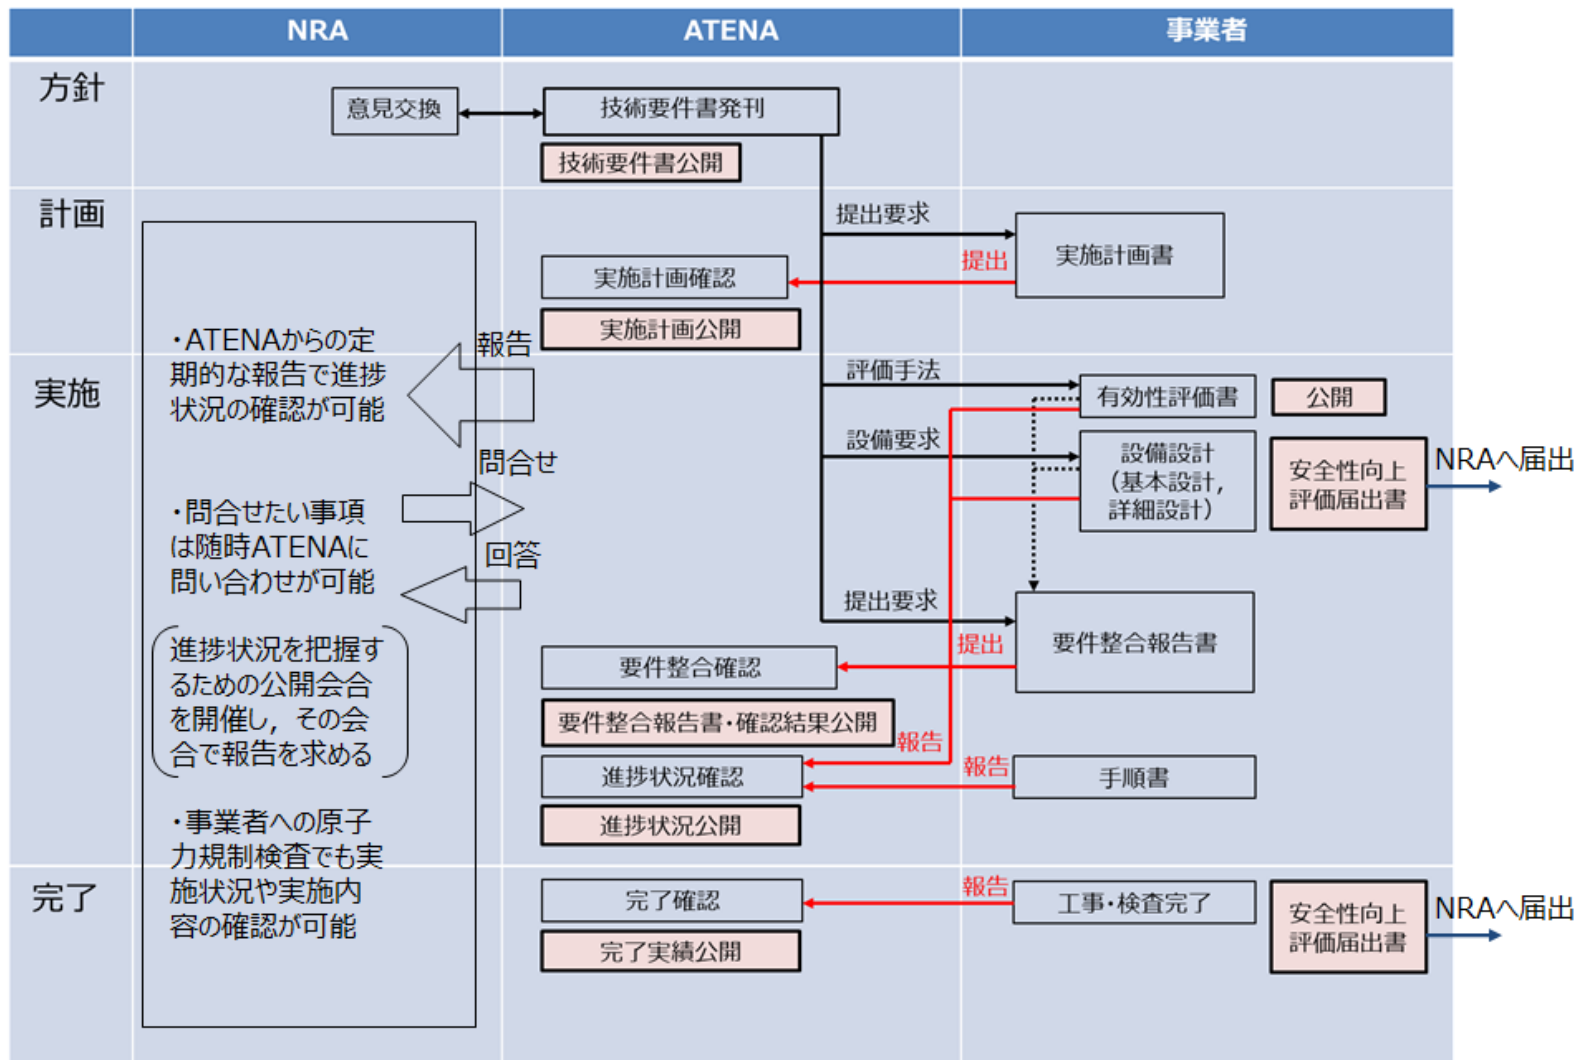 NRA
ATENA
事業者
方針
意見交換
技術要件書発刊
技術要件書公開
計画
提出要求
実施計画書
提出
実施計画確認
実施計画公開
・ATENAからの定
期的な報告で進捗
状況の確認が可能
報告
実施
評価手法
有効性評価書
公開
設備要求
設備設計
（基本設計，
詳細設計）
安全性向上
評価届出書
NRAへ届出
問合せ
・問合せたい事項
は随時ATENAに
問い合わせが可能
回答
提出要求
要件整合報告書
提出
要件整合確認
要件整合報告書・確認結果公開
進捗状況を把握す
るための公開会合
を開催し，その会
合で報告を求める
報告
進捗状況確認
報告
手順書
進捗状況公開
・事業者への原子
力規制検査でも実
施状況や実施内
容の確認が可能
完了
完了確認
報告
工事・検査完了
安全性向上
評価届出書
NRAへ届出
完了実績公開